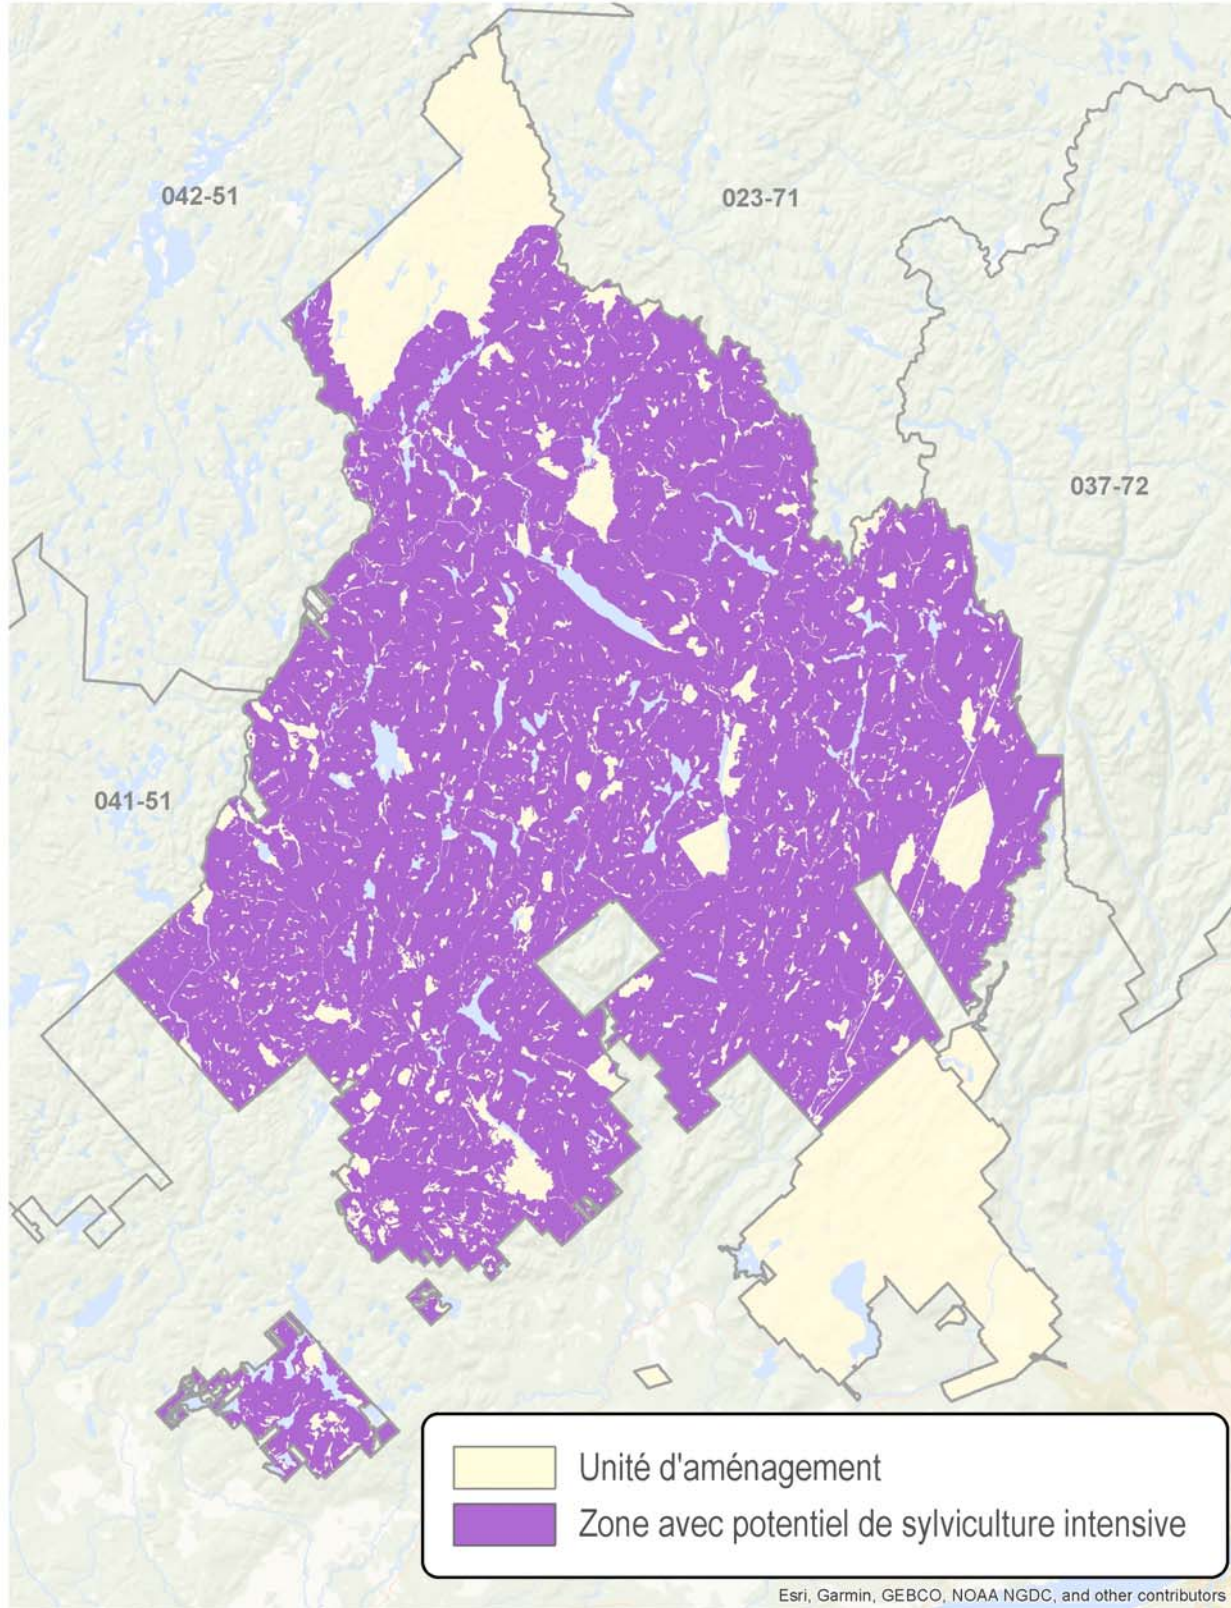 042-51
023-71
037-72
041-51
Unité d'aménagement
Zone avec potentiel de sylviculture intensive
Esri, Garmin, GEBCO, NOAA NGDC, and other contributors